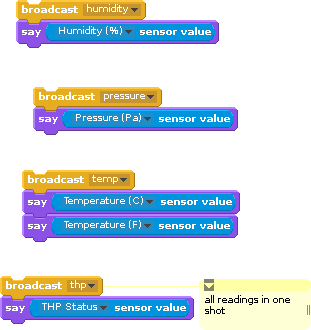 broadcast humidity
say Humidity (%) sensor value
broadcast pressure
say Pressure (Pa) sensor value
broadcast temp
say Temperature (C) sensor value
say Temperature (F) sensor value
broadcast thp
say THP Status sensor value
all readings in one
shot